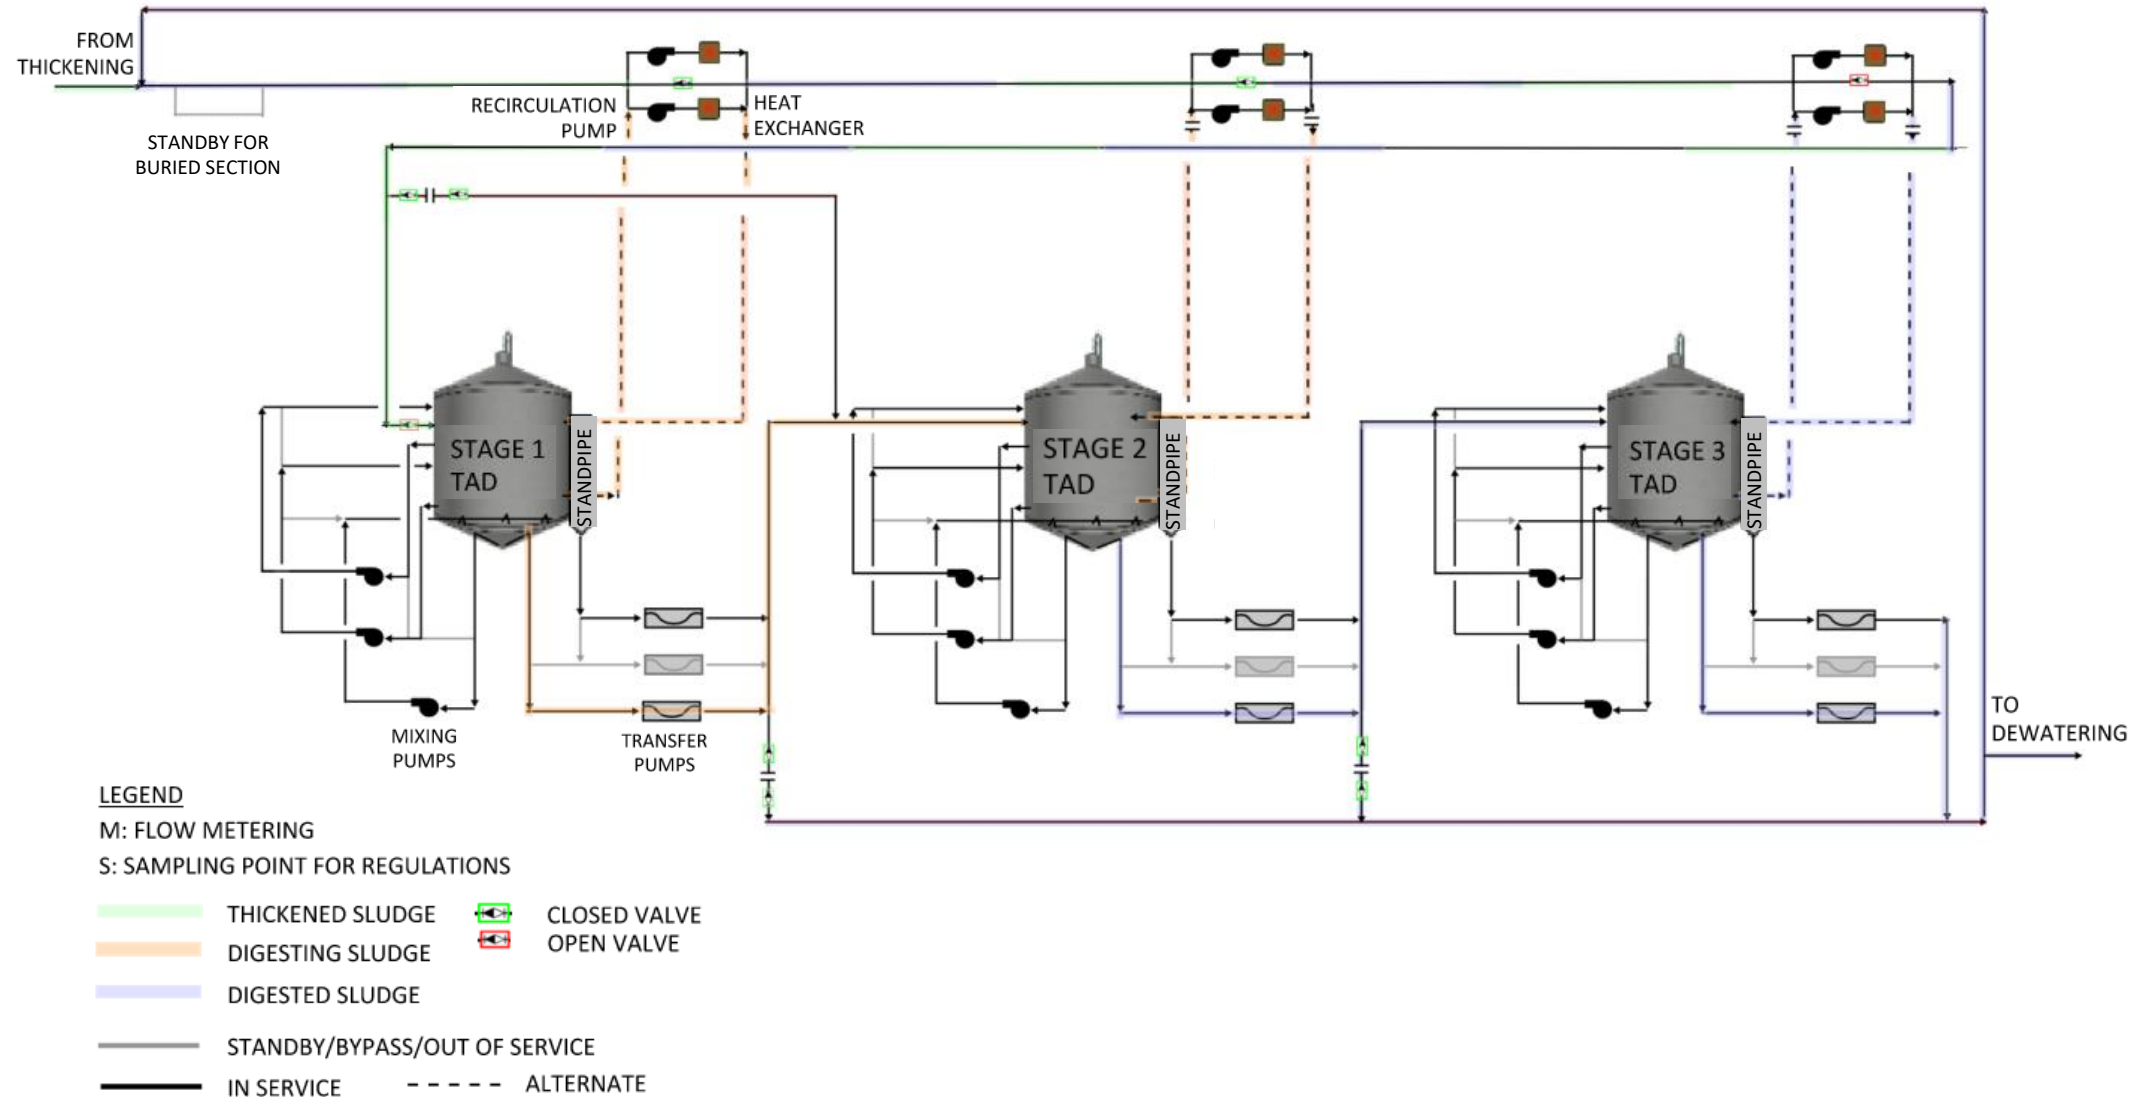 FROM
THICKENING
STANDBY FOR
BURIED SECTION
RECIRCULATION
PUMP
HEAT
EXCHANGER
STAGE 1
TAD
STANDPIPE
STAGE 2
TAD
STANDPIPE
STAGE 3
TAD
STANDPIPE
MIXING
PUMPS
TRANSFER
PUMPS
TO
DEWATERING
LEGEND
M: FLOW METERING
S: SAMPLING POINT FOR REGULATIONS
THICKENED SLUDGE
CLOSED VALVE
OPEN VALVE
DIGESTING SLUDGE
DIGESTED SLUDGE
STANDBY/BYPASS/OUT OF SERVICE
IN SERVICE
ALTERNATE